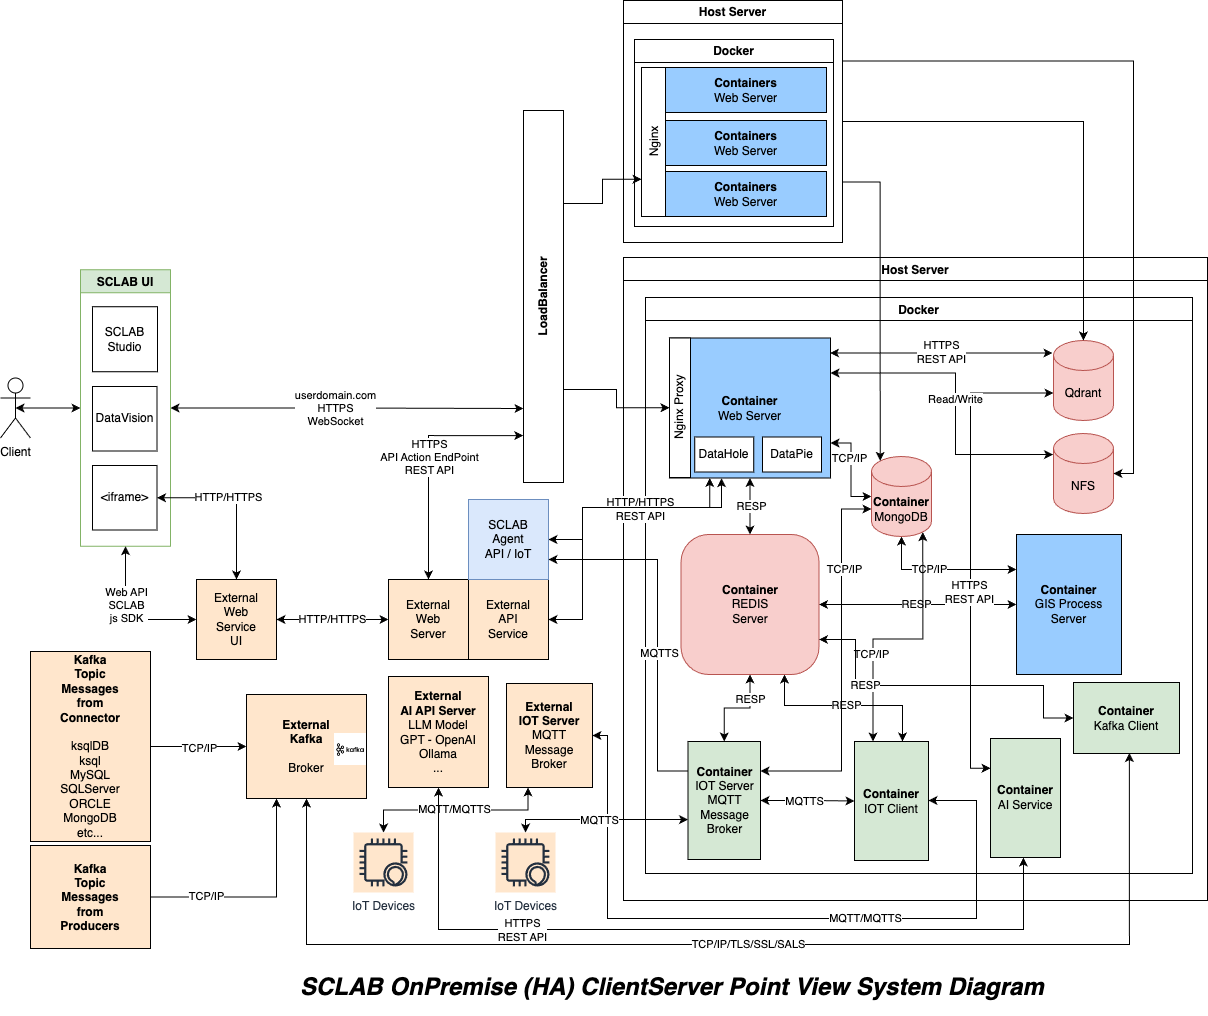 Host Server
Docker
Nginx
Containers
Web Server
Containers
Web Server
Containers
Web Server
LoadBalancer
Host Server
Docker
SCLAB UI
SCLAB
Studio
DataVision
<iframe>
Client
userdomain.com
HTTPS
WebSocket
HTTPS
API Action EndPoint
REST API
HTTP/HTTPS
Web API
SCLAB
js SDK
External
Web
Service
UI
HTTP/HTTPS
External
Web
Server
External
API
Service
SCLAB
Agent
API / IoT
HTTP/HTTPS
REST API
Nginx Proxy
Container
Web Server
DataHole
DataPie
HTTPS
REST API
Read/Write
Qdrant
NFS
TCP/IP
Container
MongoDB
RESP
TCP/IP
TCP/IP
HTTPS
REST API
Container
REDIS
Server
RESP
Container
GIS Process
Server
MQTTS
TCP/IP
RESP
RESP
RESP
Container
Kafka Client
Container
IOT Server
MQTT
Message
Broker
MQTTS
Container
IOT Client
Container
AI Service
Kafka
Topic
Messages
from
Connector
ksqlDB
ksql
MySQL
SQLServer
ORCLE
MongoDB
etc...
TCP/IP
Kafka
Topic
Messages
from
Producers
TCP/IP
External
Kafka
Broker
kafka
External
AI API Server
LLM Model
GPT - OpenAI
Ollama
...
External
IOT Server
MQTT
Message
Broker
MQTT/MQTTS
MQTTS
IoT Devices
IoT Devices
MQTT/MQTTS
HTTPS
REST API
TCP/IP/TLS/SSL/SALS
SCLAB OnPremise (HA) ClientServer Point View System Diagram